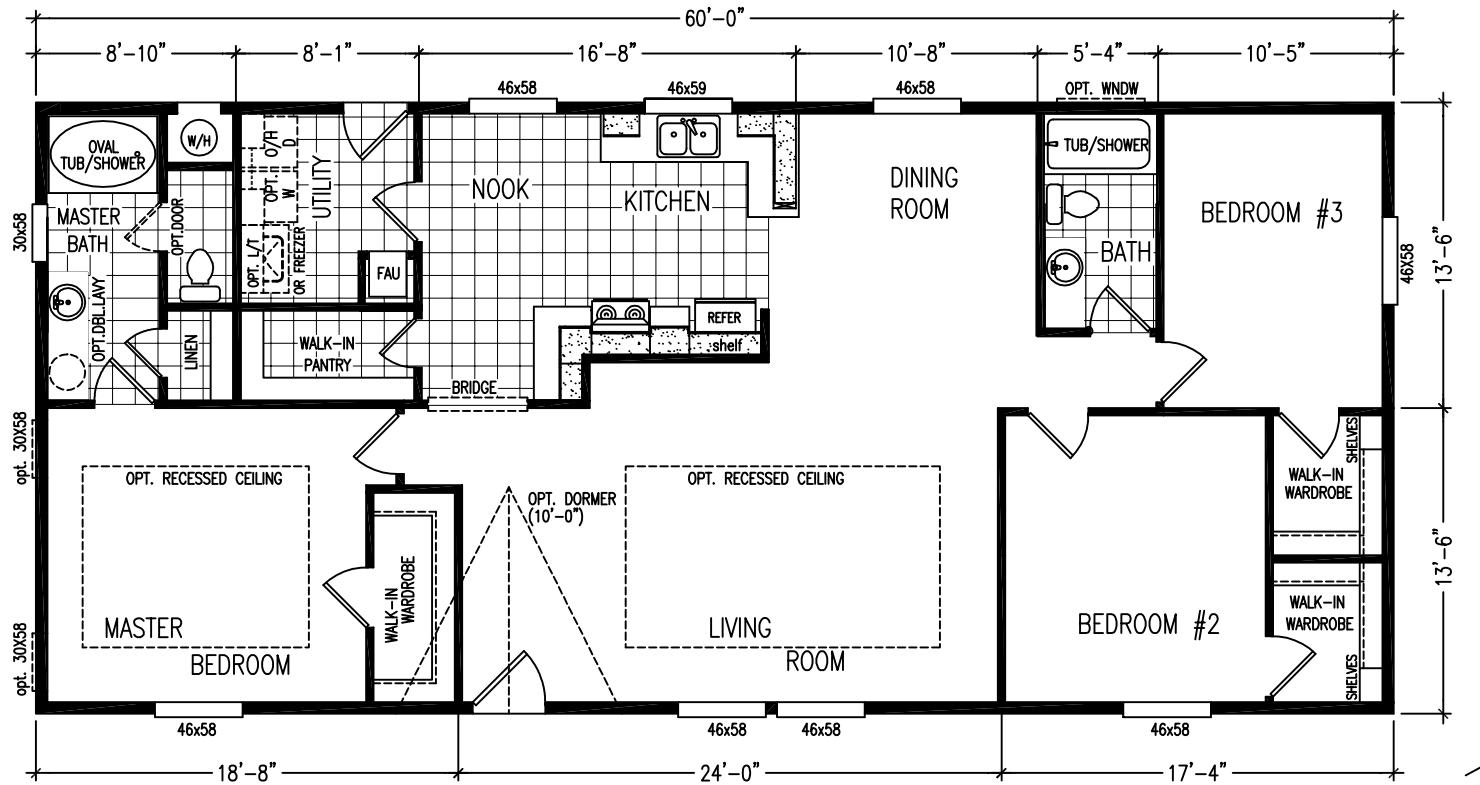 60'-0"
8'-10"
8'-1"
16'-8"
10'-8"
5'-4"
10'-5"
46x58
46x59
46x58
OPT. WNDW
OVAL
TUB/SHOWER
W/H
OPT. W
O/H D
UTILITY
NOOK
KITCHEN
DINING
ROOM
TUB/SHOWER
BEDROOM #3
30x58
MASTER
BATH
OPT.DOOR
OPT. L/T
OR FREEZER
FAU
BATH
46X58
13'-6"
OPT.DBL.LAVY
LINEN
WALK-IN
PANTRY
REFER
shelf
BRIDGE
opt. 30X58
OPT. RECESSED CEILING
OPT. DORMER
(10'-0")
OPT. RECESSED CEILING
SHELVES
WALK-IN
WARDROBE
13'-6"
opt. 30X58
MASTER
BEDROOM
WALK-IN
WARDROBE
LIVING
ROOM
BEDROOM #2
WALK-IN
WARDROBE
SHELVES
46x58
46x58
46x58
46x58
18'-8"
24'-0"
17'-4"